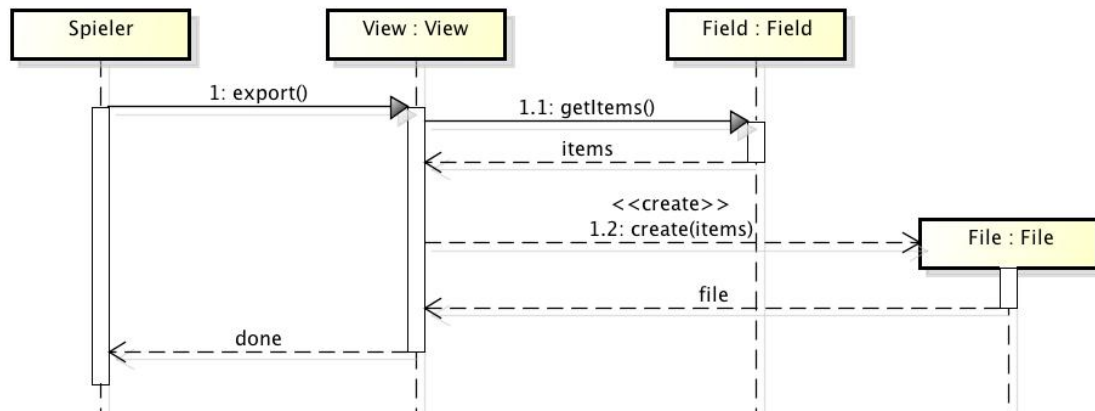 Spieler
View : View
Field : Field
1: export()
1.1: getItems()
items
<<create>>
1.2: create(items)
File : File
file
done